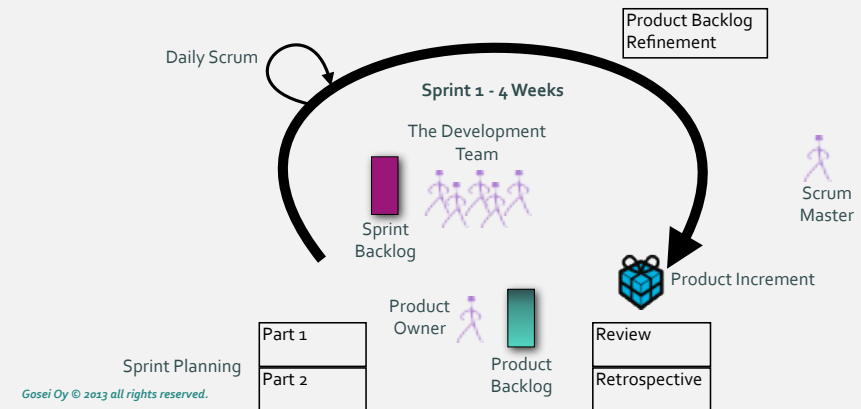 Product Backlog
Refinement
Daily Scrum
Sprint 1 - 4 Weeks
The Development
Team
Scrum
Master
Sprint
Backlog
Product Increment
Product
Owner
Part 1
Review
Sprint Planning
Product
Backlog
Part 2
Retrospective
Gosei Oy © 2013 all rights reserved.